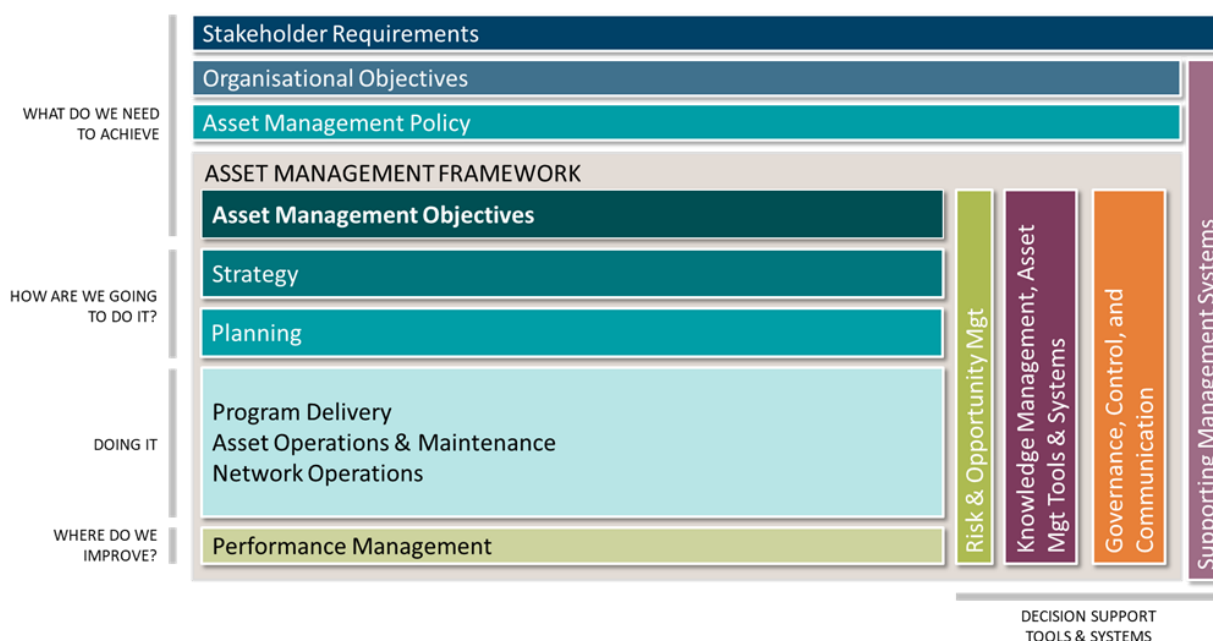 Stakeholder Requirements
Organisational Objectives
WHAT DO WE NEED
TO ACHIEVE
Asset Management Policy
ASSET MANAGEMENT FRAMEWORK
Asset Management Objectives
HOW ARE WE GOING
TO DO IT?
Strategy
Planning
DOING IT
Program Delivery
Asset Operations & Maintenance
Network Operations
WHERE DO WE
IMPROVE?
Performance Management
Risk & Opportunity Mgt
Knowledge Management, Asset
Mgt Tools & Systems
Governance, Control, and
Communication
Supporting Management Systems
DECISION SUPPORT
TOOLS & SYSTEMS